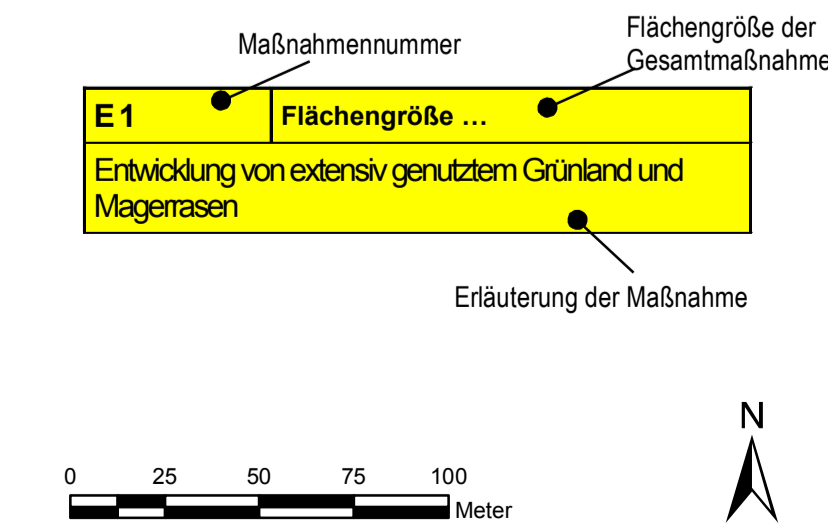 Maßnahmennummer
Flächengröße der
Gesamtmaßnahme
E1
Flächengröße ...
Entwicklung von extensiv genutztem Grünland und
Magerrasen
Erläuterung der Maßnahme
N
0 25 50 75 100
Meter